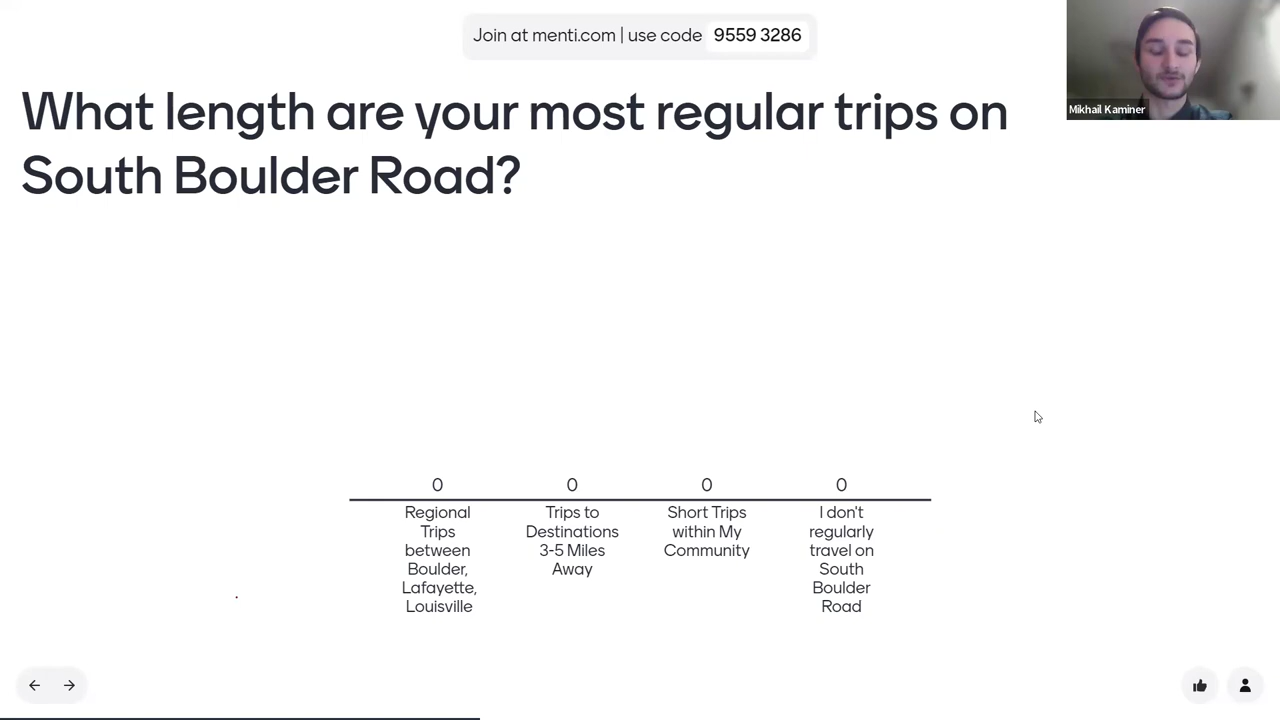 Join at menti.com | use code 9559 3286
Mikhail Kaminer
What length are your most regular trips on
South Boulder Road?
0
0
0
0
Regional
Trips
between
Boulder,
Lafayette,
Louisville
Trips to
Destinations
3-5 Miles
Away
Short Trips
within My
Community
I don't
regularly
travel on
South
Boulder
Road